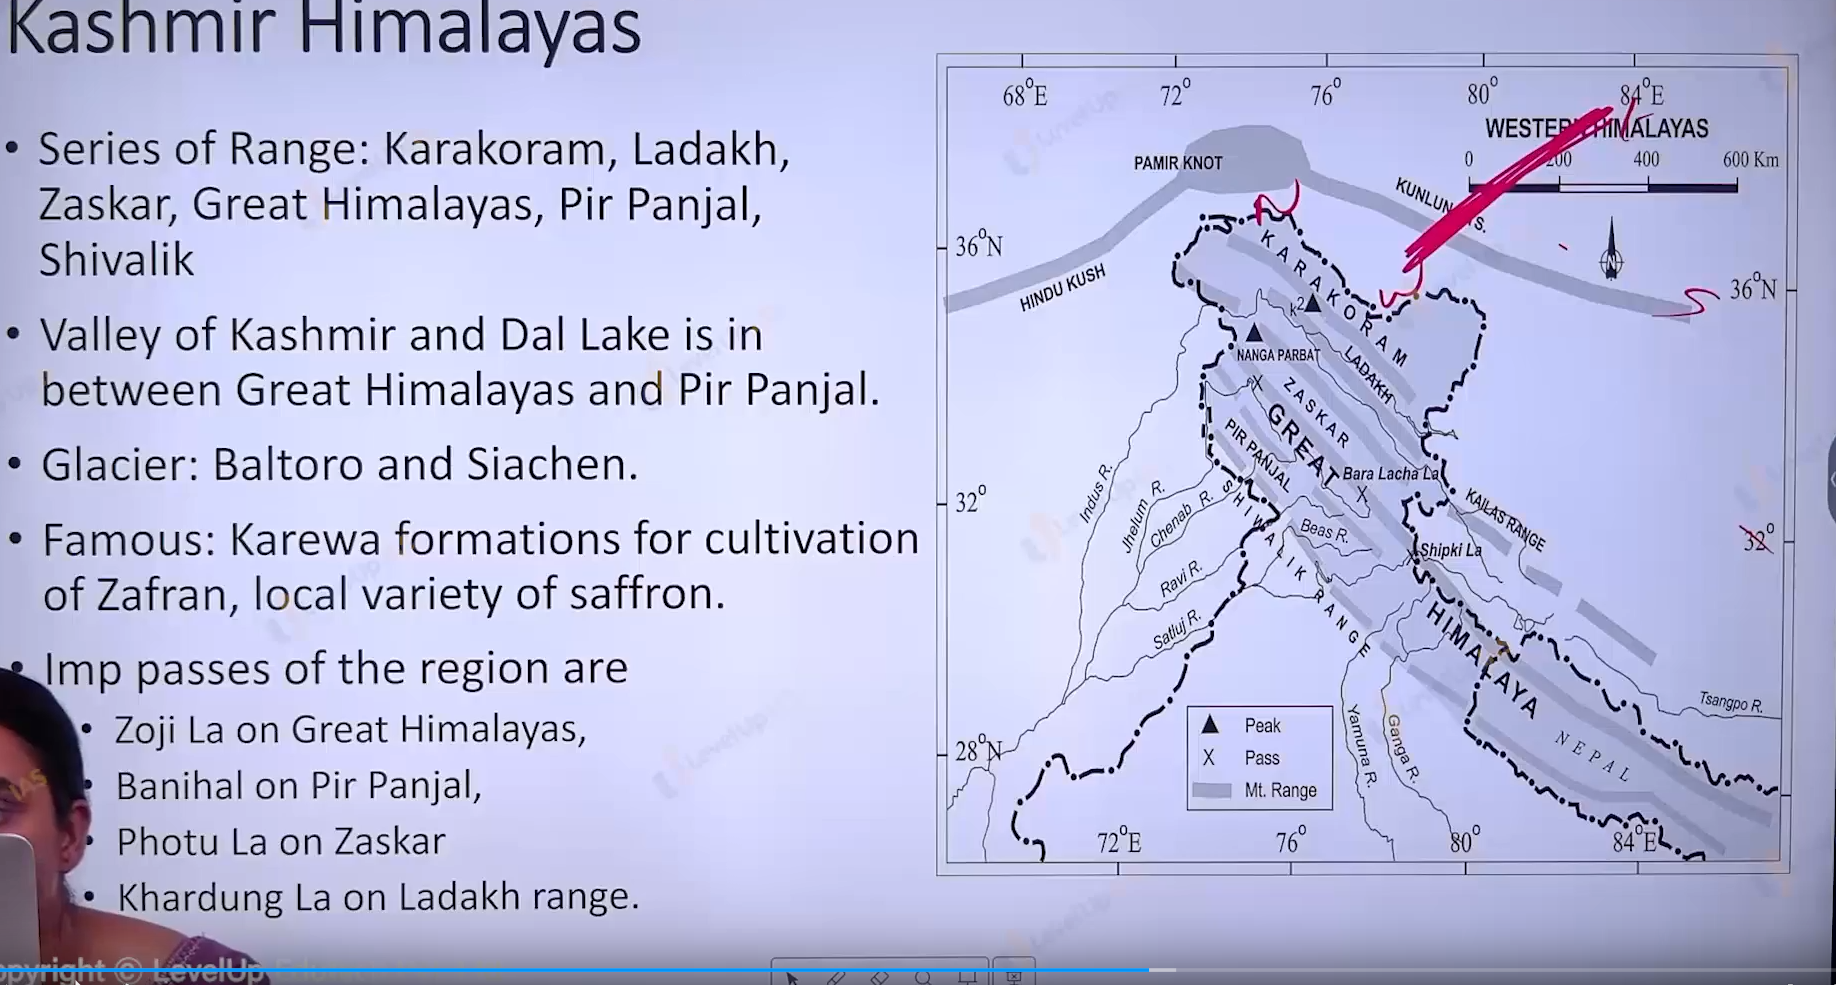 Kashmir Himalayas
• Series of Range: Karakoram, Ladakh,
Zaskar, Great Himalayas, Pir Panjal,
Shivalik
• Valley of Kashmir and Dal Lake is in
between Great Himalayas and Pir Panjal.
• Glacier: Baltoro and Siachen.
• Famous: Karewa formations for cultivation
of Zafran, local variety of saffron.
• Imp passes of the region are
• Zoji La on Great Himalayas,
• Banihal on Pir Panjal,
• Photu La on Zaskar
• Khardung La on Ladakh range.
68°E 72° 76° 80° 84°E
WESTERN HIMALAYAS
0 200 400 600 Km
PAMIR KNOT
KUNLUN MTS.
36°N
HINDU KUSH
36°N
KARAKORAM
K2
NANGA PARBAT
LADAKH
ZASKAR
GREAT
PIR PANJAL
Bara Lacha La
32°
Indus R.
Jhelum R.
Chenab R.
SHIWALIK RANGE
Beas R.
KAILAS RANGE
32°
Shipki La
Ravi R.
Satluj R.
HIMALAYA
Tsangpo R.
NEPAL
Yamuna R.
Ganga R.
28°N
Peak
X Pass
Mt. Range
72°E 76° 80° 84°E
opyright © LevelUp
IAS